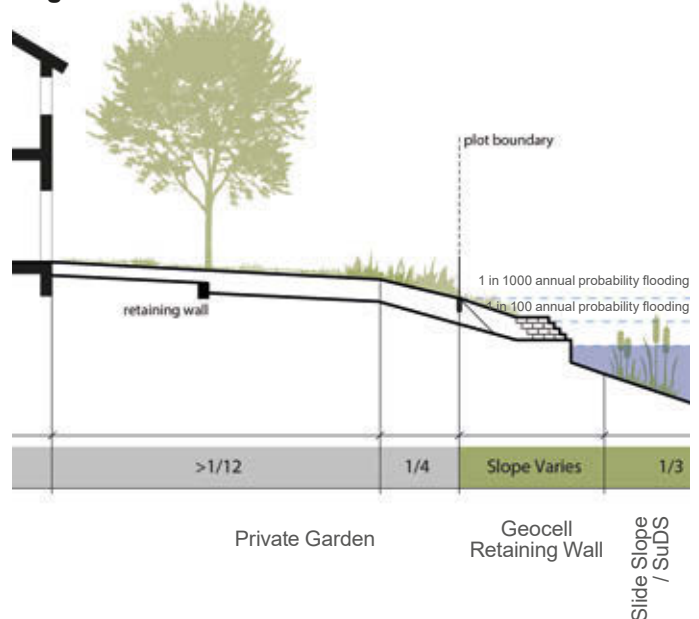 plot boundary
1 in 1000 annual probability flooding
1 in 100 annual probability flooding
retaining wall
>1/12
1/4
Slope Varies
1/3
Private Garden
Geocell
Retaining Wall
Slide Slope
/ SuDS